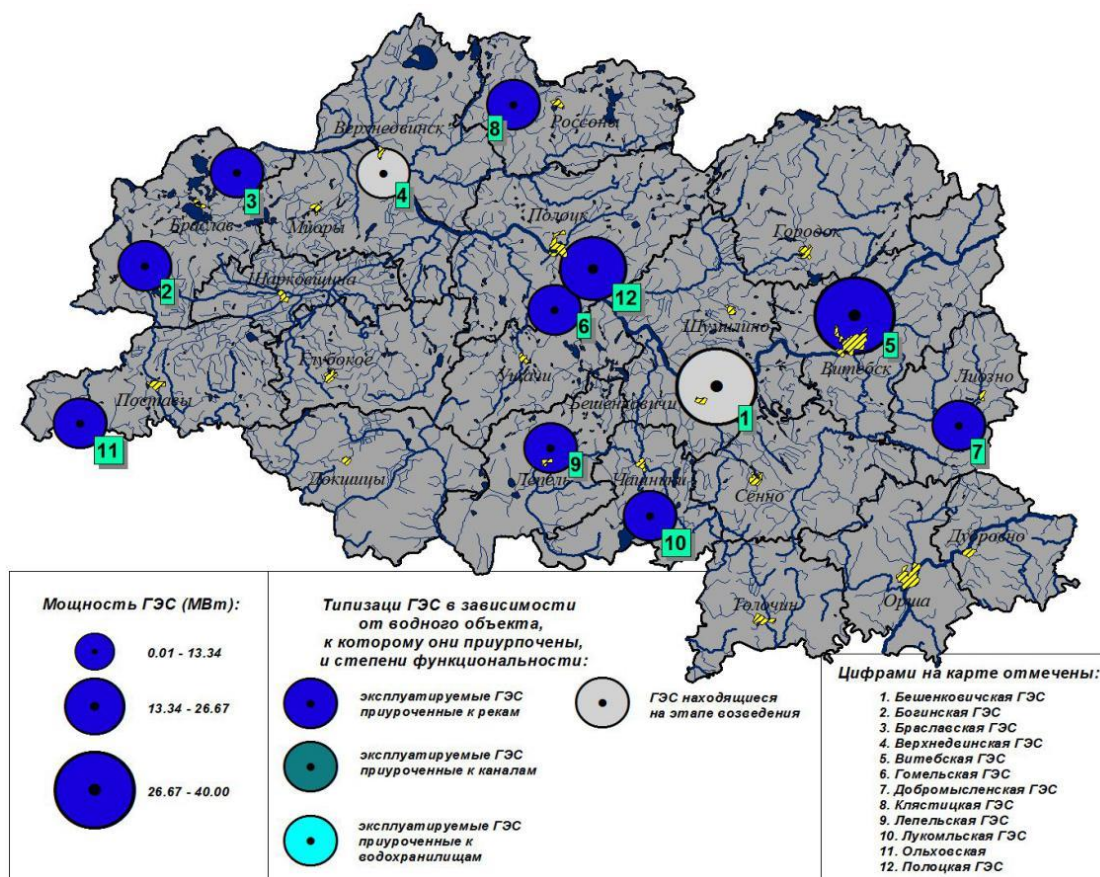 8
Россоны
Верхнедвинск
4
3
Браслав
Миоры
Полоцк
Городок
2
Шарковщина
12
6
Шумилино
5
Витебск
Глубокое
Ушачи
Лиозно
Поставы
Бешенковичи
1
11
7
9
Докшицы
Лепель
Чашники
Сенно
10
Дубровно
Толочин
Орша
Мощность ГЭС (МВт):
0.01 - 13.34
13.34 - 26.67
26.67 - 40.00
Типизаци ГЭС в зависимости
от водного объекта,
к которому они приурпочены,
и степени функциональности:
эксплуатируемые ГЭС
приуроченные к рекам
ГЭС находящиеся
на этапе возведения
эксплуатируемые ГЭС
приуроченные к каналам
эксплуатируемые ГЭС
приуроченные к
водохранилищам
Цифрами на карте отмечены:
1. Бешенковичская ГЭС
2. Богинская ГЭС
3. Браславская ГЭС
4. Верхнедвинская ГЭС
5. Витебская ГЭС
6. Гомельская ГЭС
7. Добромысленская ГЭС
8. Клястицкая ГЭС
9. Лепельская ГЭС
10. Лукомльская ГЭС
11. Ольховская
12. Полоцкая ГЭС